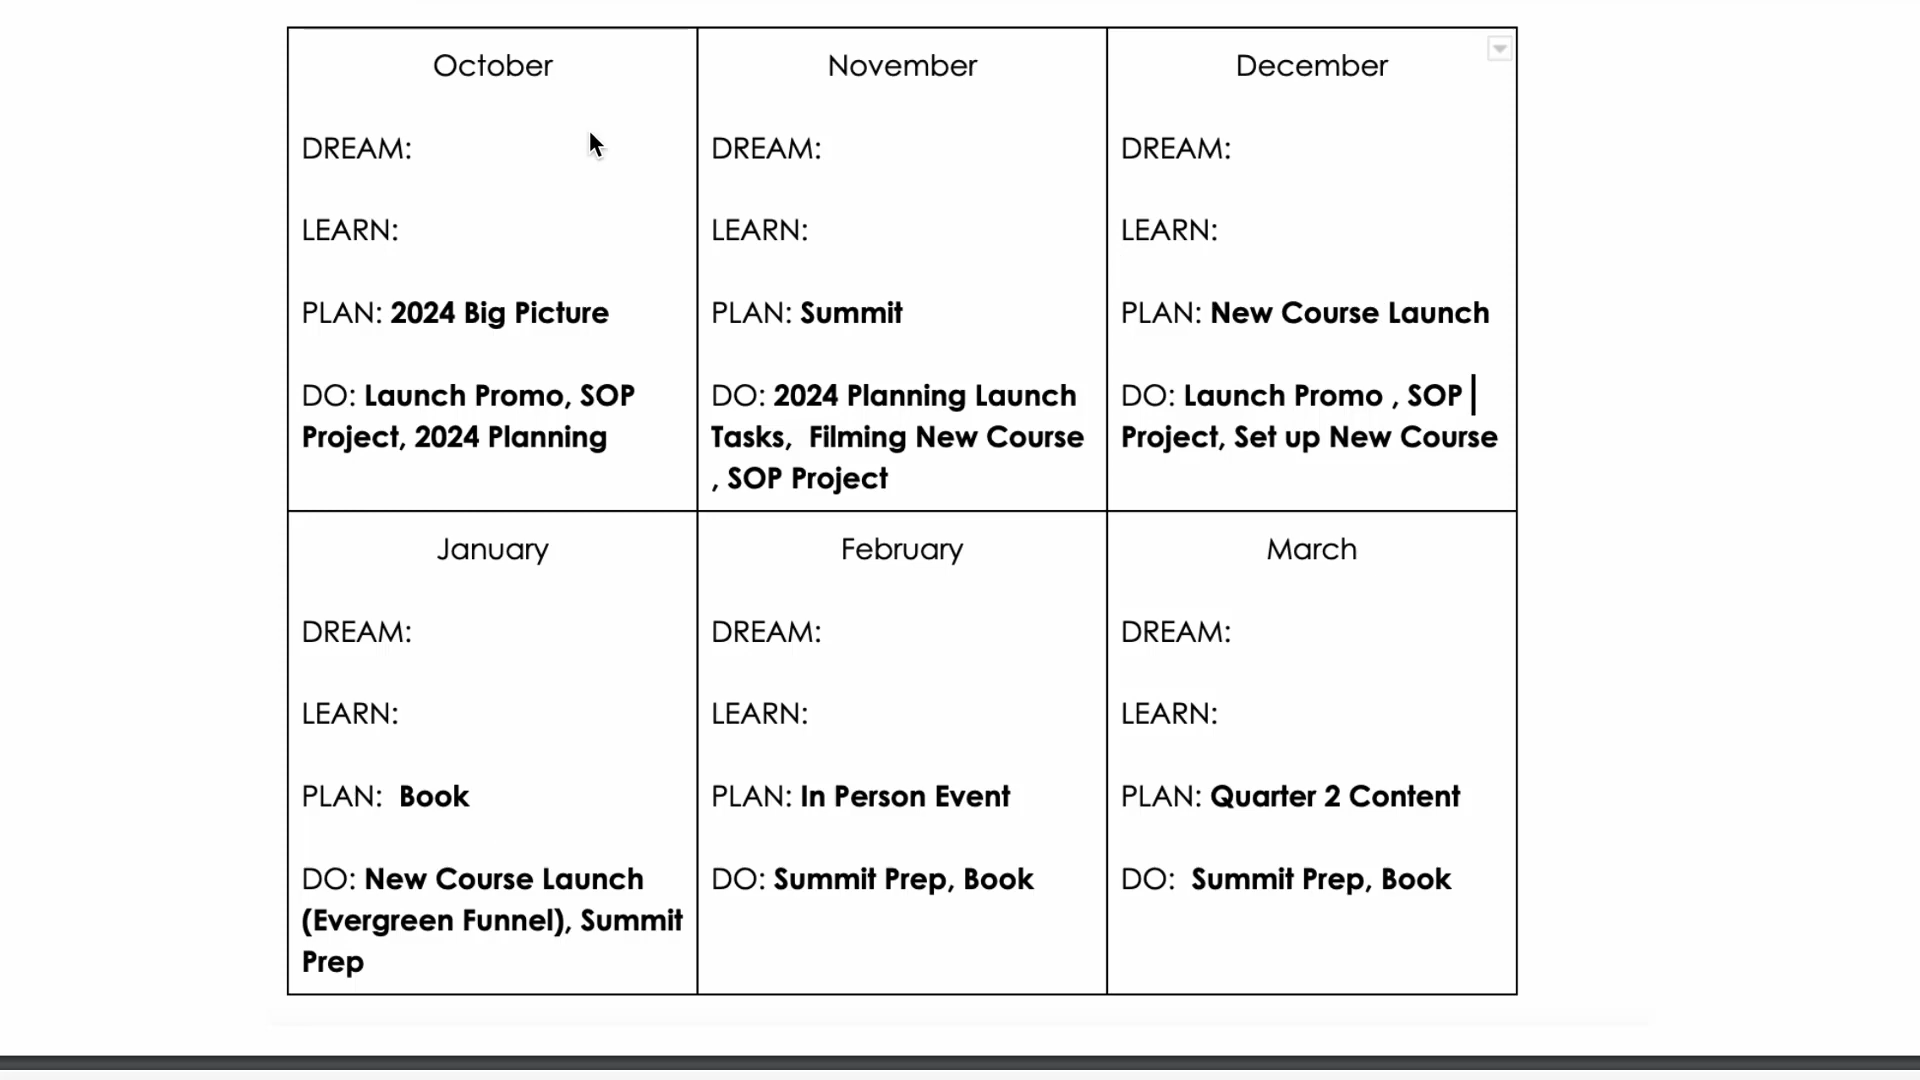 October
DREAM:
LEARN:
PLAN: 2024 Big Picture
DO: Launch Promo, SOP
Project, 2024 Planning
November
DREAM:
LEARN:
PLAN: Summit
DO: 2024 Planning Launch
Tasks,  Filming New Course
, SOP Project
December
DREAM:
LEARN:
PLAN: New Course Launch
DO: Launch Promo , SOP
Project, Set up New Course
January
DREAM:
LEARN:
PLAN:  Book
DO: New Course Launch
(Evergreen Funnel), Summit
Prep
February
DREAM:
LEARN:
PLAN: In Person Event
DO: Summit Prep, Book
March
DREAM:
LEARN:
PLAN: Quarter 2 Content
DO:  Summit Prep, Book